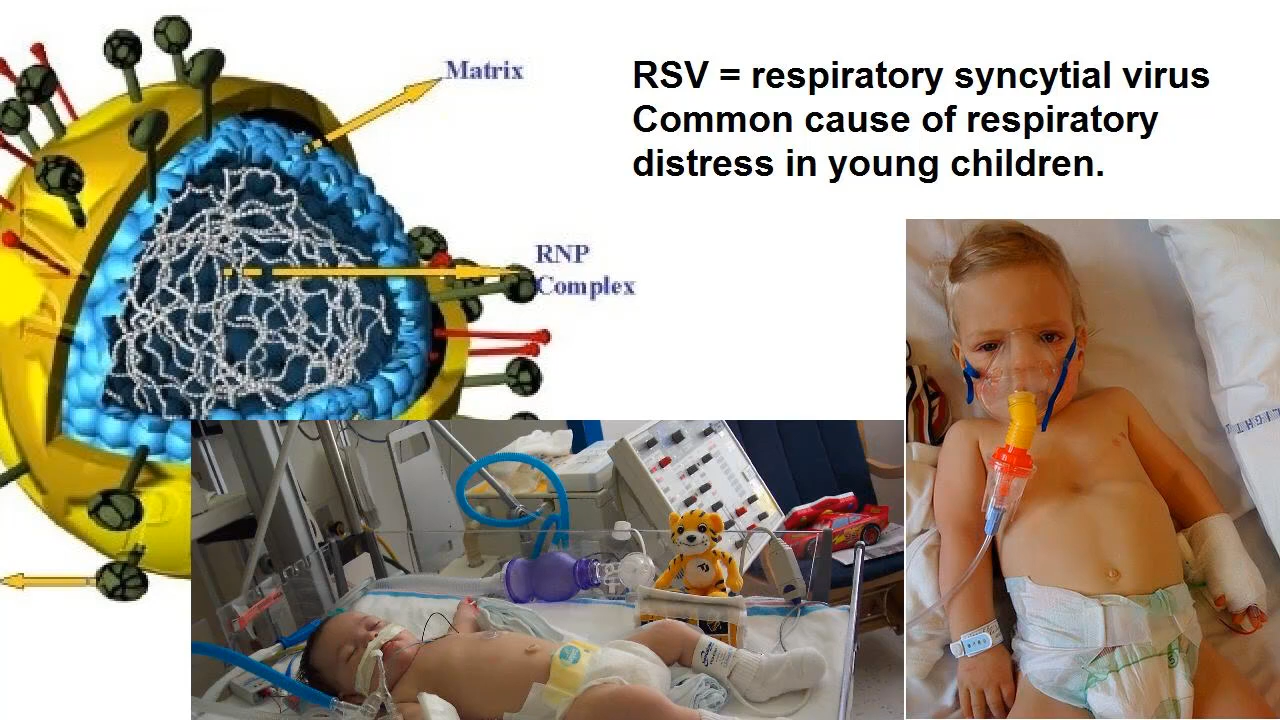 Matrix
RSV = respiratory syncytial virus
Common cause of respiratory
distress in young children.
RNP
Complex